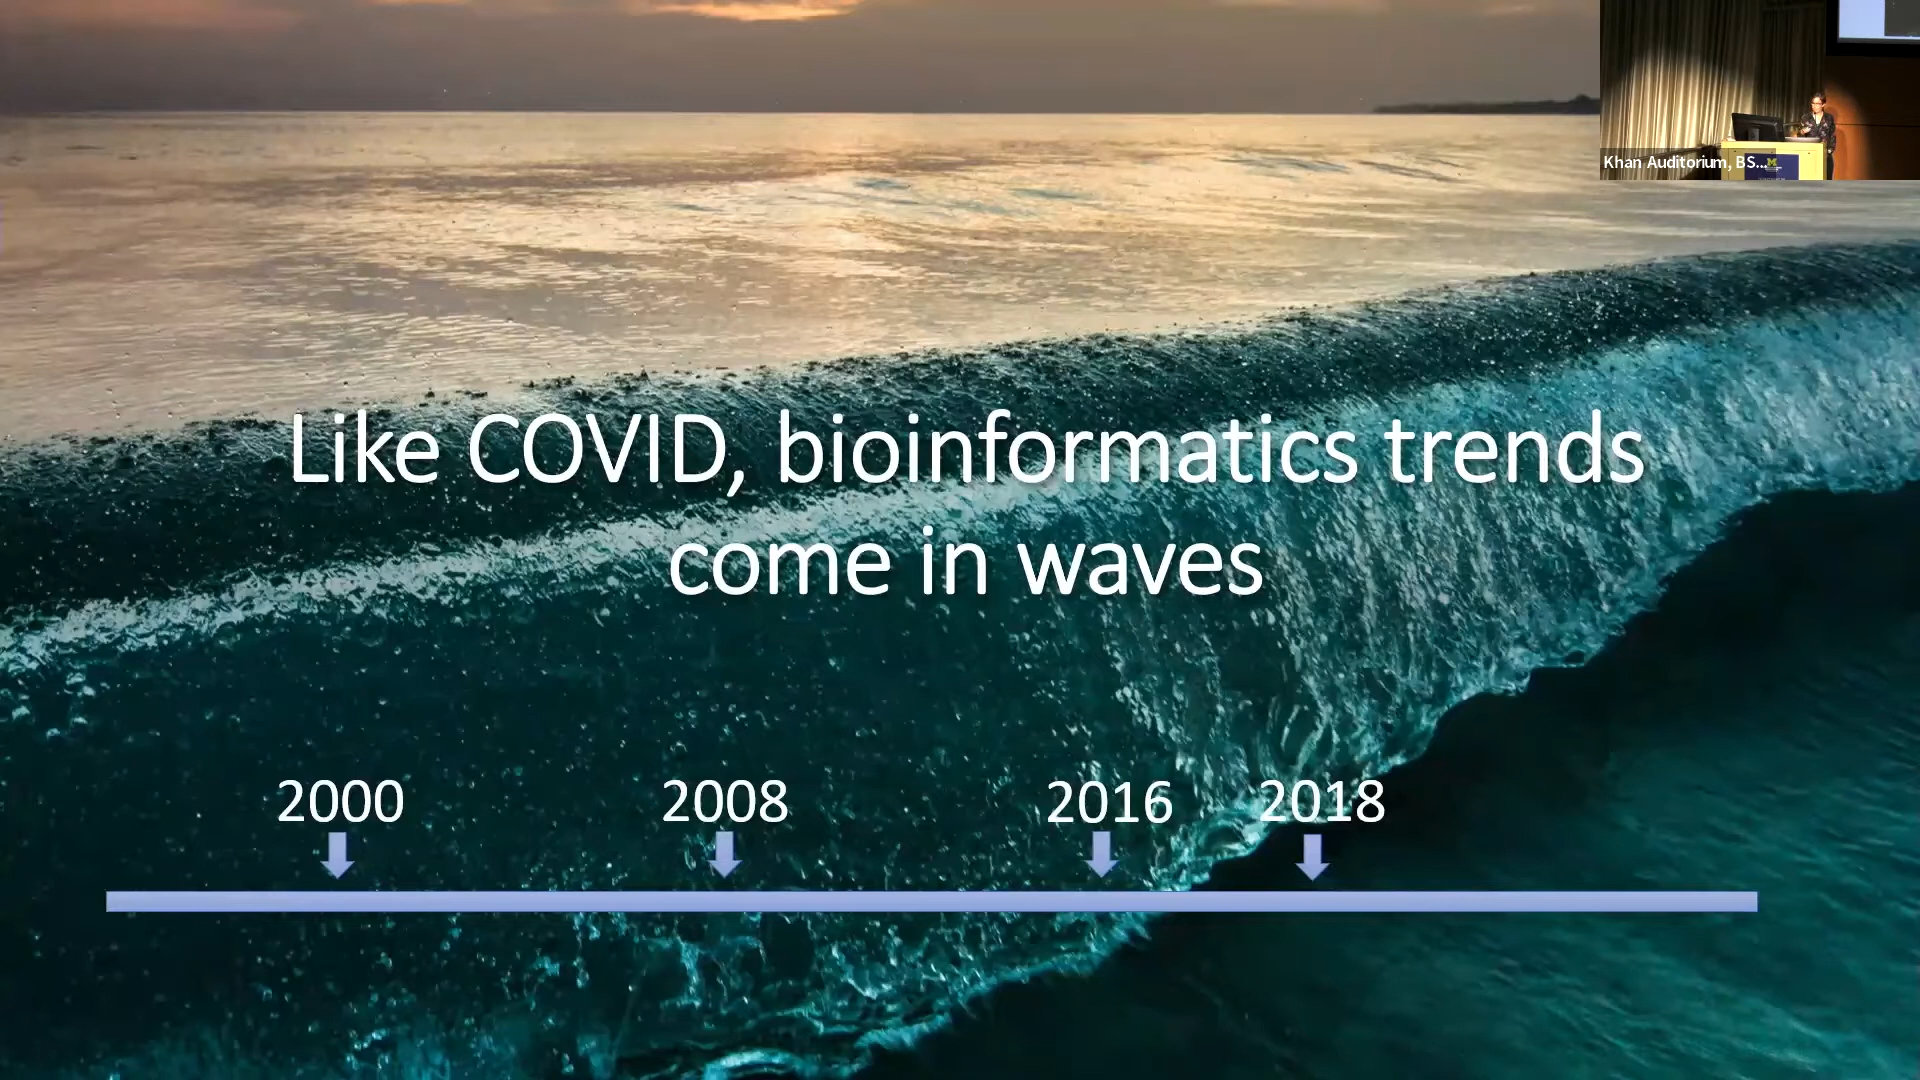 Khan Auditorium, BS...
Like COVID, bioinformatics trends
come in waves
2000 2008 2016 2018